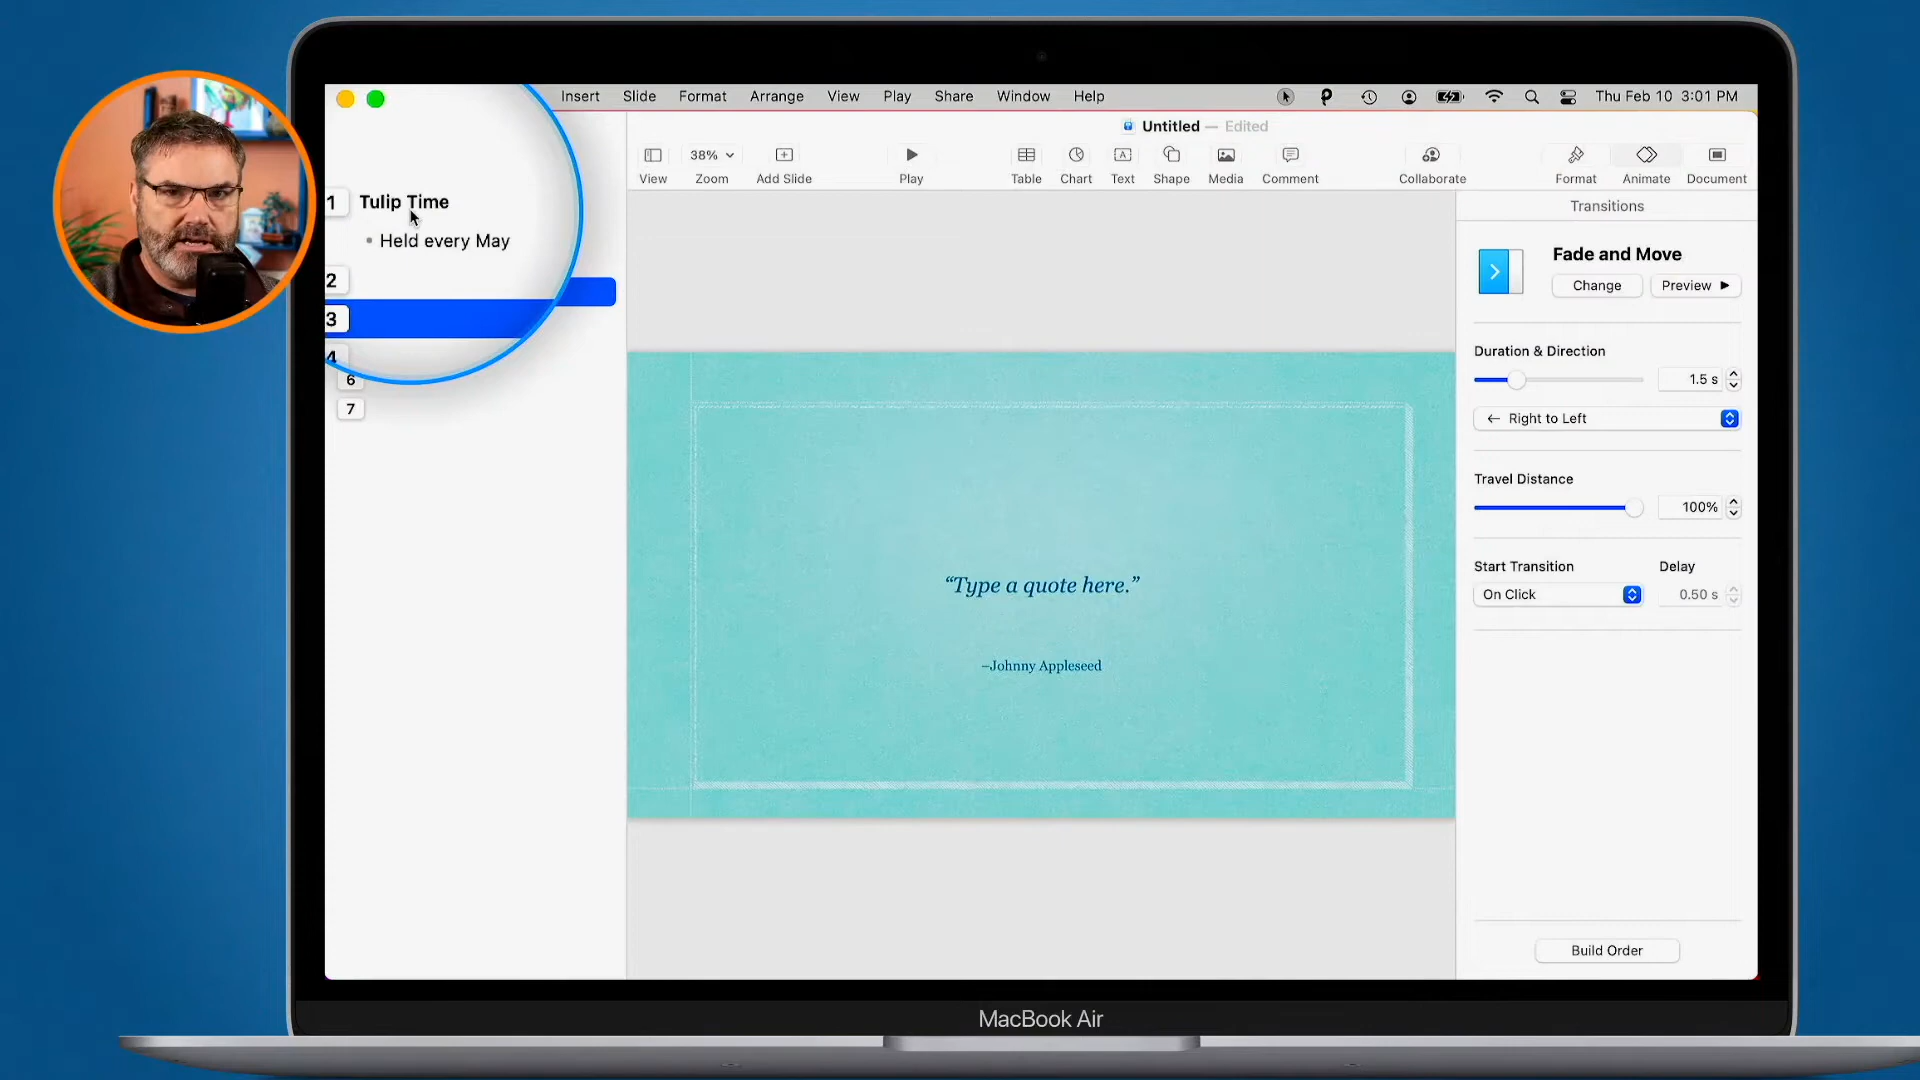 Insert Slide Format Arrange View Play Share Window Help Thu Feb 10 3:01 PM
Untitled — Edited
38%
View Zoom Add Slide Play Table Chart Text Shape Media Comment Collaborate Format Animate Document
Transitions
1 Tulip Time
• Held every May
2
3
4
6
7
“Type a quote here.”
–Johnny Appleseed
Fade and Move
Change Preview
Duration & Direction
1.5 s
← Right to Left
Travel Distance
100%
Start Transition Delay
On Click 0.50 s
Build Order
MacBook Air